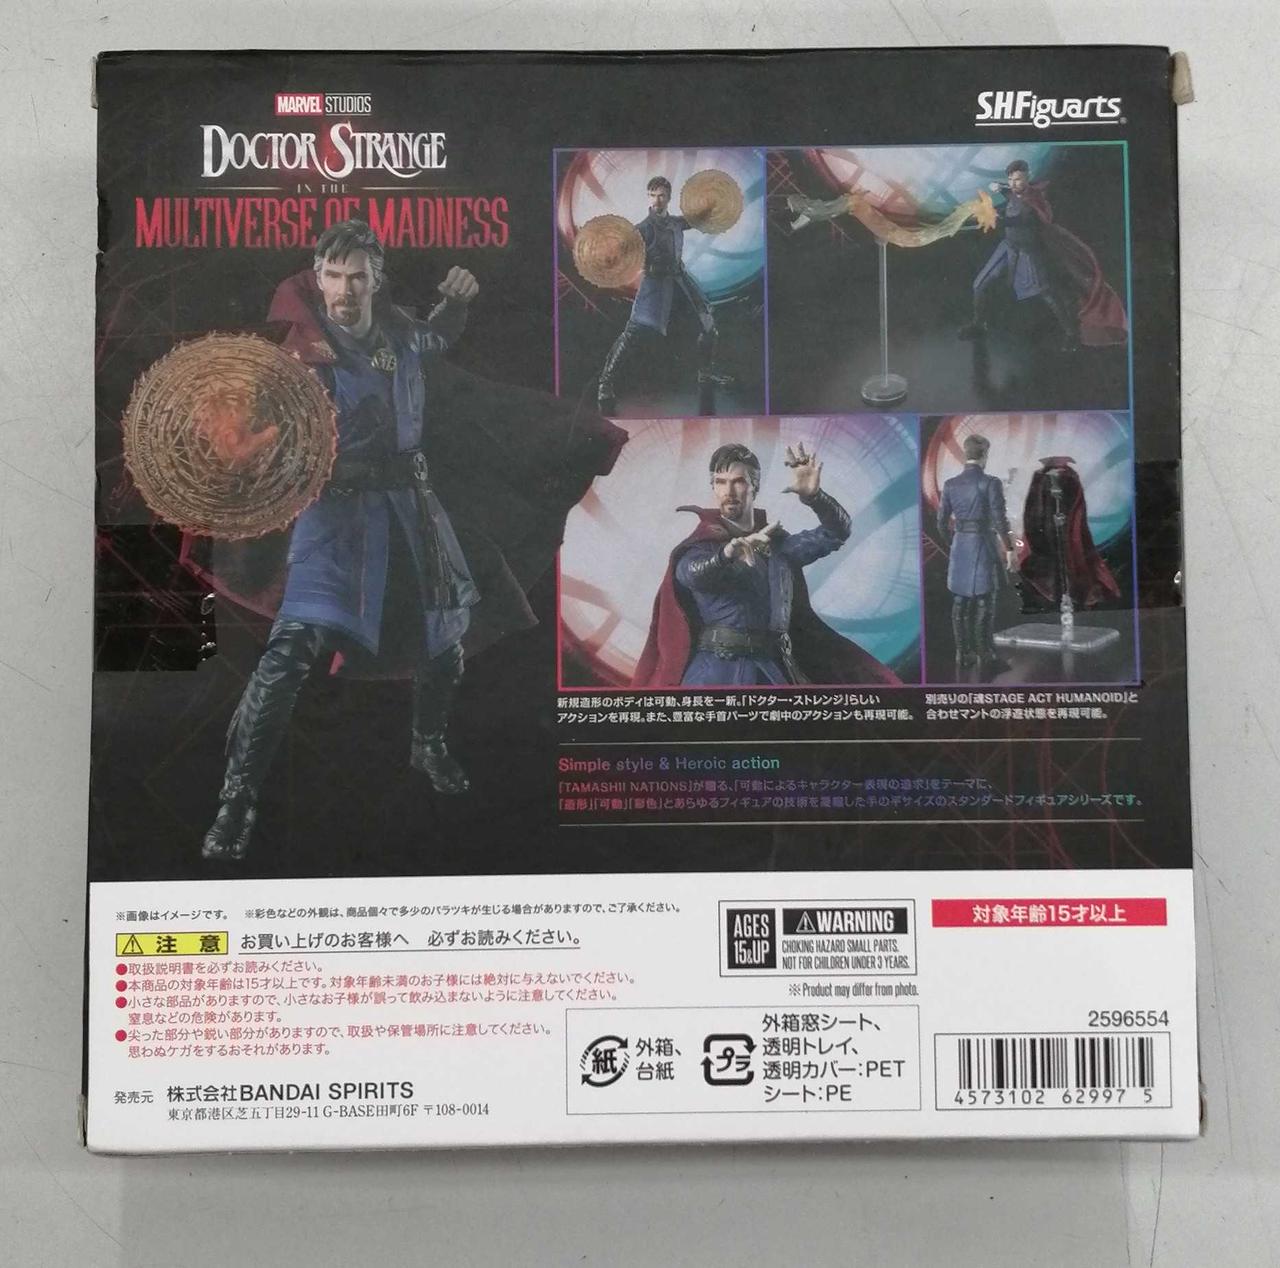 MARVEL STUDIOS
DOCTOR STRANGE
IN THE
MULTIVERSE OF MADNESS
S.H.Figuarts
新規造形のボディは可動、身長を一新。「ドクター・ストレンジ」らしい
アクションを再現。また、豊富な手首パーツで劇中のアクションも再現可能。
別売りの「魂STAGE ACT HUMANOID」と
合わせマントの浮遊状態を再現可能。
Simple style & Heroic action
「TAMASHII NATIONS」が贈る、「可動によるキャラクター表現の追求」をテーマに、
「造形」「可動」「彩色」とあらゆるフィギュアの技術を凝縮した手の平サイズのスタンダードフィギュアシリーズです。
※画像はイメージです。 ※彩色などの外観は、商品個々で多少のバラツキが生じる場合がありますので、ご了承ください。
注 意 お買い上げのお客様へ 必ずお読みください。
●取扱説明書を必ずお読みください。
●本商品の対象年齢は15才以上です。対象年齢未満のお子様には絶対に与えないでください。
●小さな部品がありますので、小さなお子様が誤って飲み込まないように注意してください。
窒息などの危険があります。
●尖った部分や鋭い部分がありますので、取扱や保管場所に注意してください。
思わぬケガをするおそれがあります。
発売元 株式会社BANDAI SPIRITS
東京都港区芝五丁目29-11 G-BASE田町6F 〒108-0014
AGES
15&UP
WARNING
CHOKING HAZARD SMALL PARTS.
NOT FOR CHILDREN UNDER 3 YEARS.
※Product may differ from photo.
対象年齢15才以上
紙
外箱、
台紙
プラ
外箱窓シート、
透明トレイ、
透明カバー:PET
シート:PE
2596554
4573102 62997 5